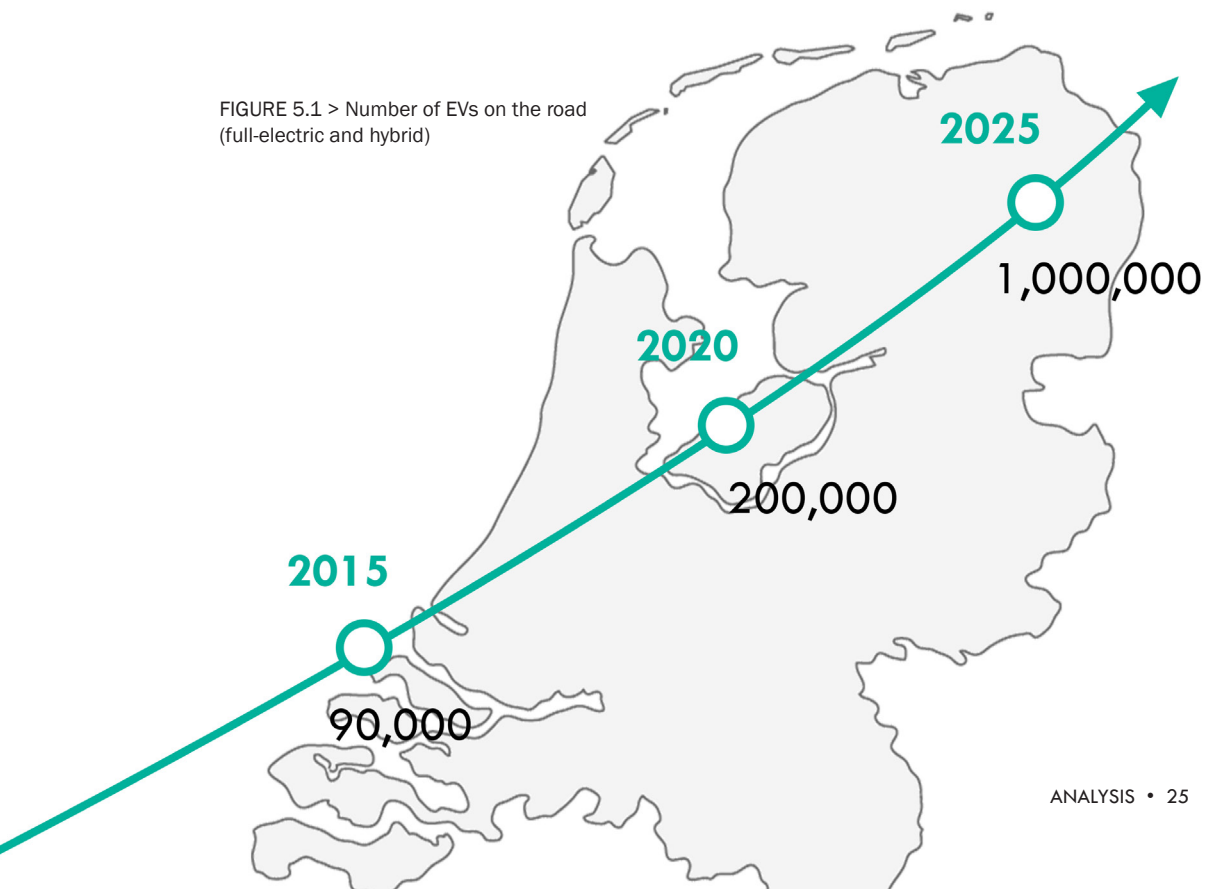 FIGURE 5.1 > Number of EVs on the road
(full-electric and hybrid)
2025
1,000,000
2020
200,000
2015
90,000
ANALYSIS • 25